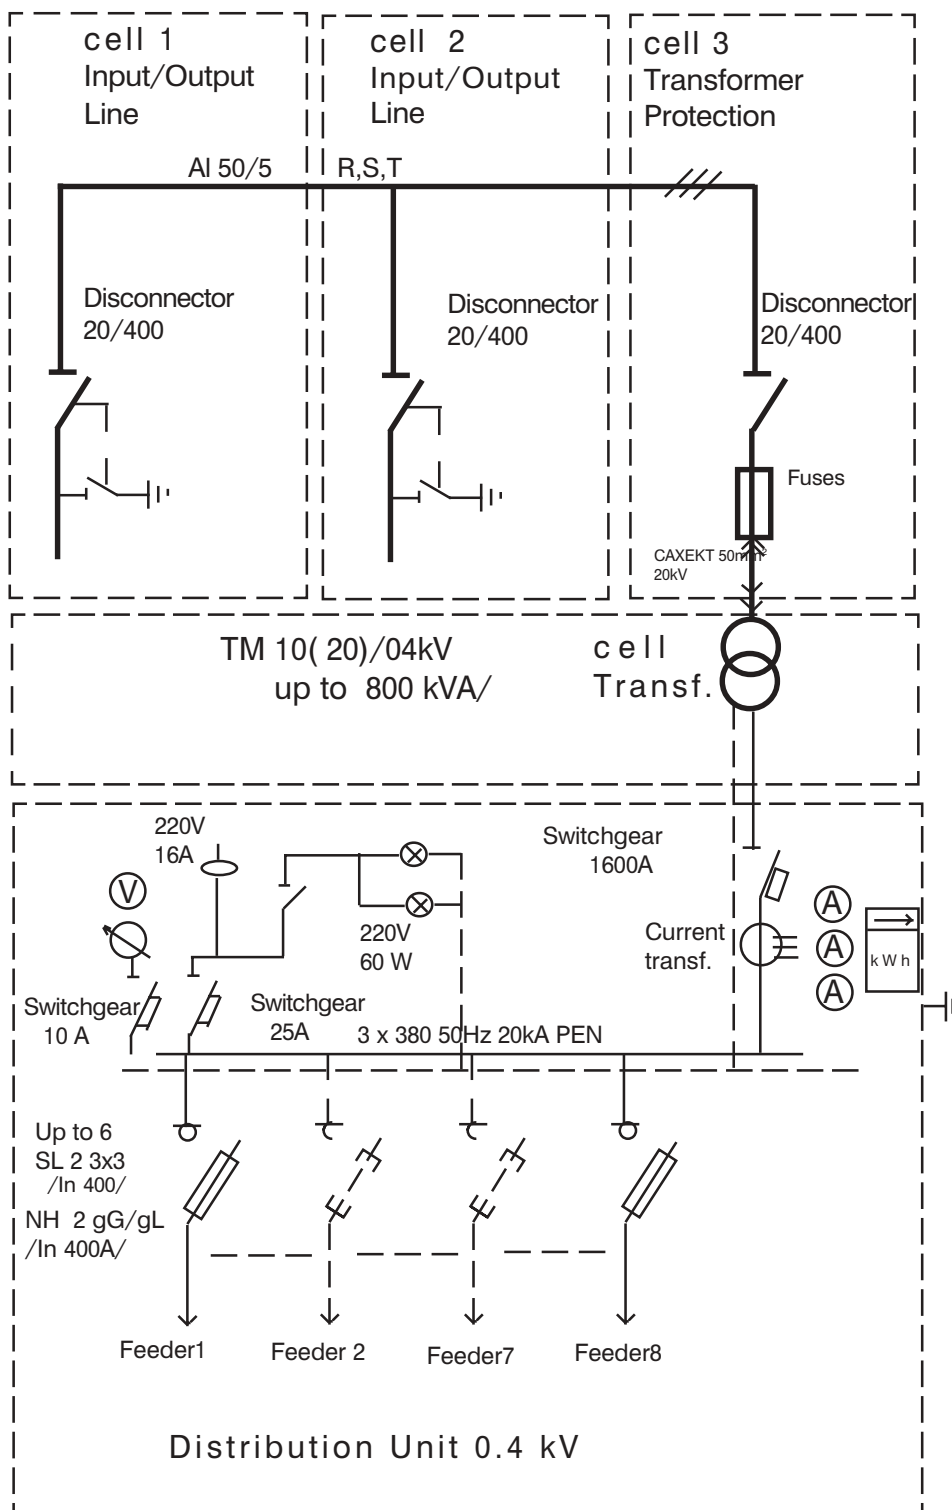 cell 1
Input/Output
Line
cell 2
Input/Output
Line
cell 3
Transformer
Protection
Al 50/5
R,S,T
Disconnector
20/400
Disconnector
20/400
Disconnector
20/400
Fuses
CAXEKT 50mm²
20kV
TM 10( 20)/04kV
up to 800 kVA/
cell
Transf.
220V
16A
V
220V
60 W
Switchgear
1600A
Current
transf.
A
A
A
kWh
Switchgear
10 A
Switchgear
25A
3 x 380 50Hz 20kA PEN
Up to 6
SL 2 3x3
/In 400/
NH 2 gG/gL
/In 400A/
Feeder1
Feeder 2
Feeder7
Feeder8
Distribution Unit 0.4 kV